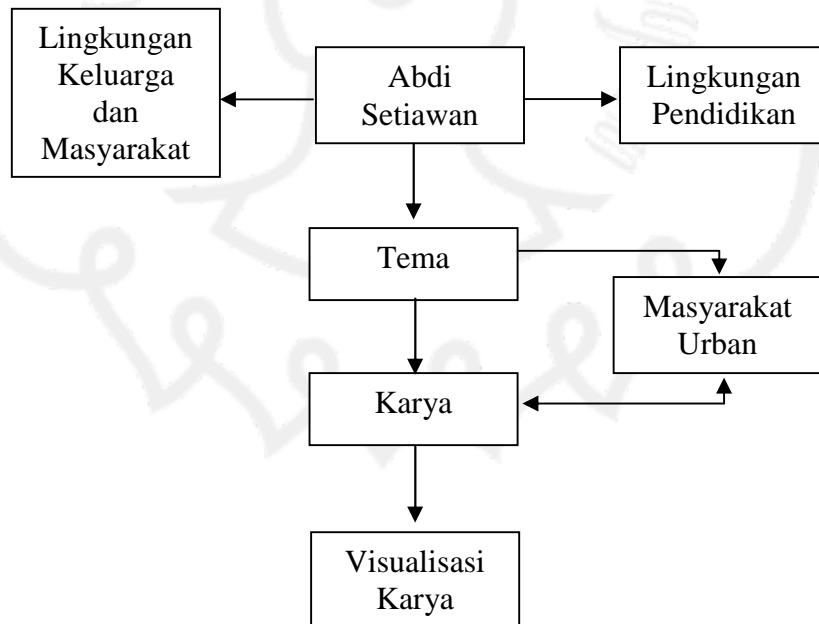 Lingkungan
Keluarga
dan
Masyarakat
Abdi
Setiawan
Lingkungan
Pendidikan
Tema
Masyarakat
Urban
Karya
Visualisasi
Karya